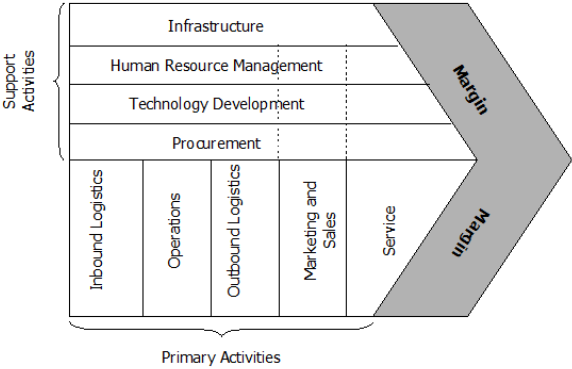 Support
Activities
Infrastructure
Human Resource Management
Technology Development
Procurement
Margin
Inbound Logistics
Operations
Outbound Logistics
Marketing and
Sales
Service
Margin
Primary Activities